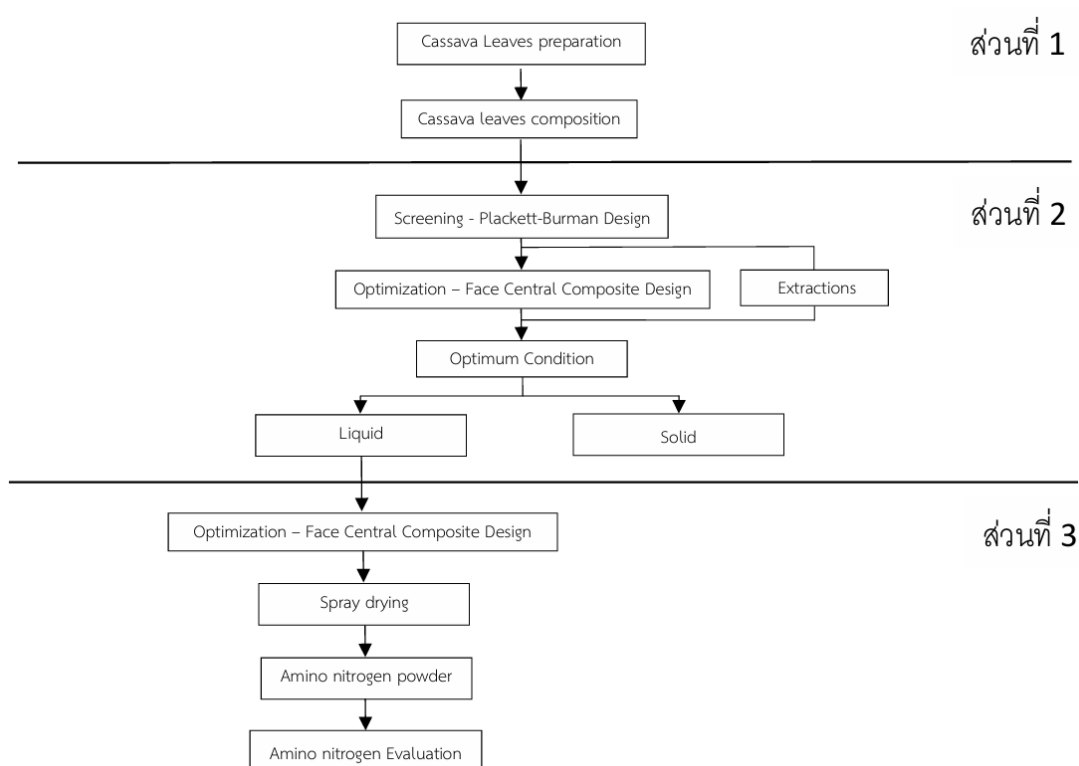 Cassava Leaves preparation
ส่วนที่ 1
Cassava leaves composition
Screening - Plackett-Burman Design
ส่วนที่ 2
Optimization – Face Central Composite Design
Extractions
Optimum Condition
Liquid
Solid
Optimization – Face Central Composite Design
ส่วนที่ 3
Spray drying
Amino nitrogen powder
Amino nitrogen Evaluation